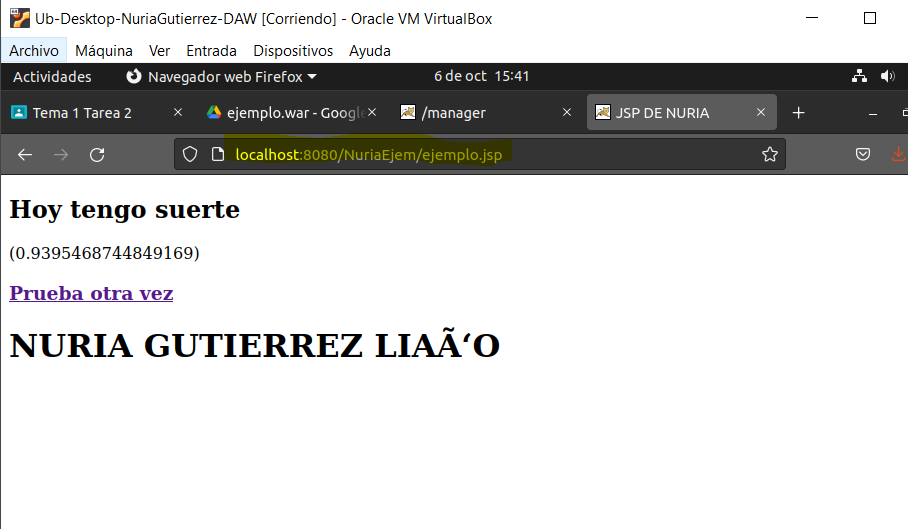 Ub-Desktop-NuriaGutierrez-DAW [Corriendo] - Oracle VM VirtualBox
Archivo Máquina Ver Entrada Dispositivos Ayuda
Actividades Navegador web Firefox 6 de oct 15:41
Tema 1 Tarea 2 ejemplo.war - Google /manager JSP DE NURIA
localhost:8080/NuriaEjem/ejemplo.jsp
Hoy tengo suerte
(0.9395468744849169)
Prueba otra vez
NURIA GUTIERREZ LIAÃ‘O